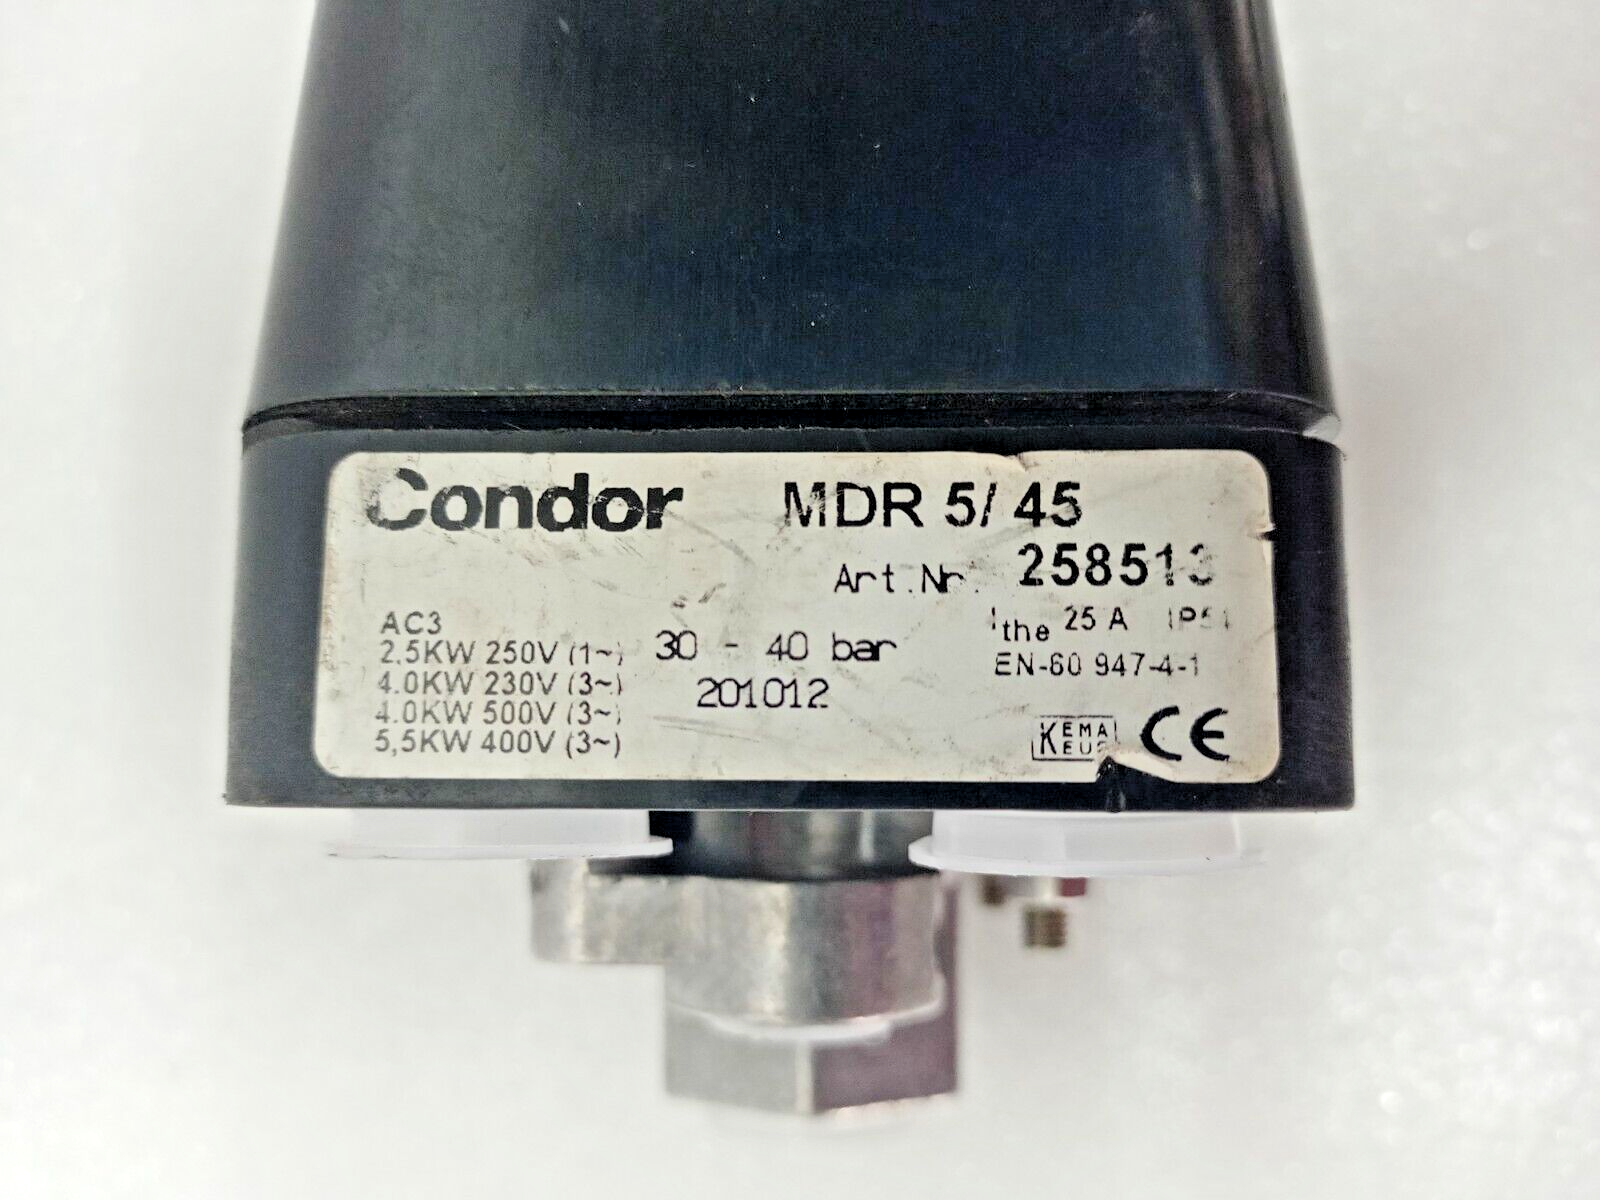 Condor
MDR 5/ 45
Art.Nr. 258513
Ithe 25 A IP54
EN-60 947-4-1
AC3
2,5KW 250V (1~)
4.0KW 230V (3~)
4.0KW 500V (3~)
5,5KW 400V (3~)
30 - 40 bar
201012
KEMA
EUR
CE